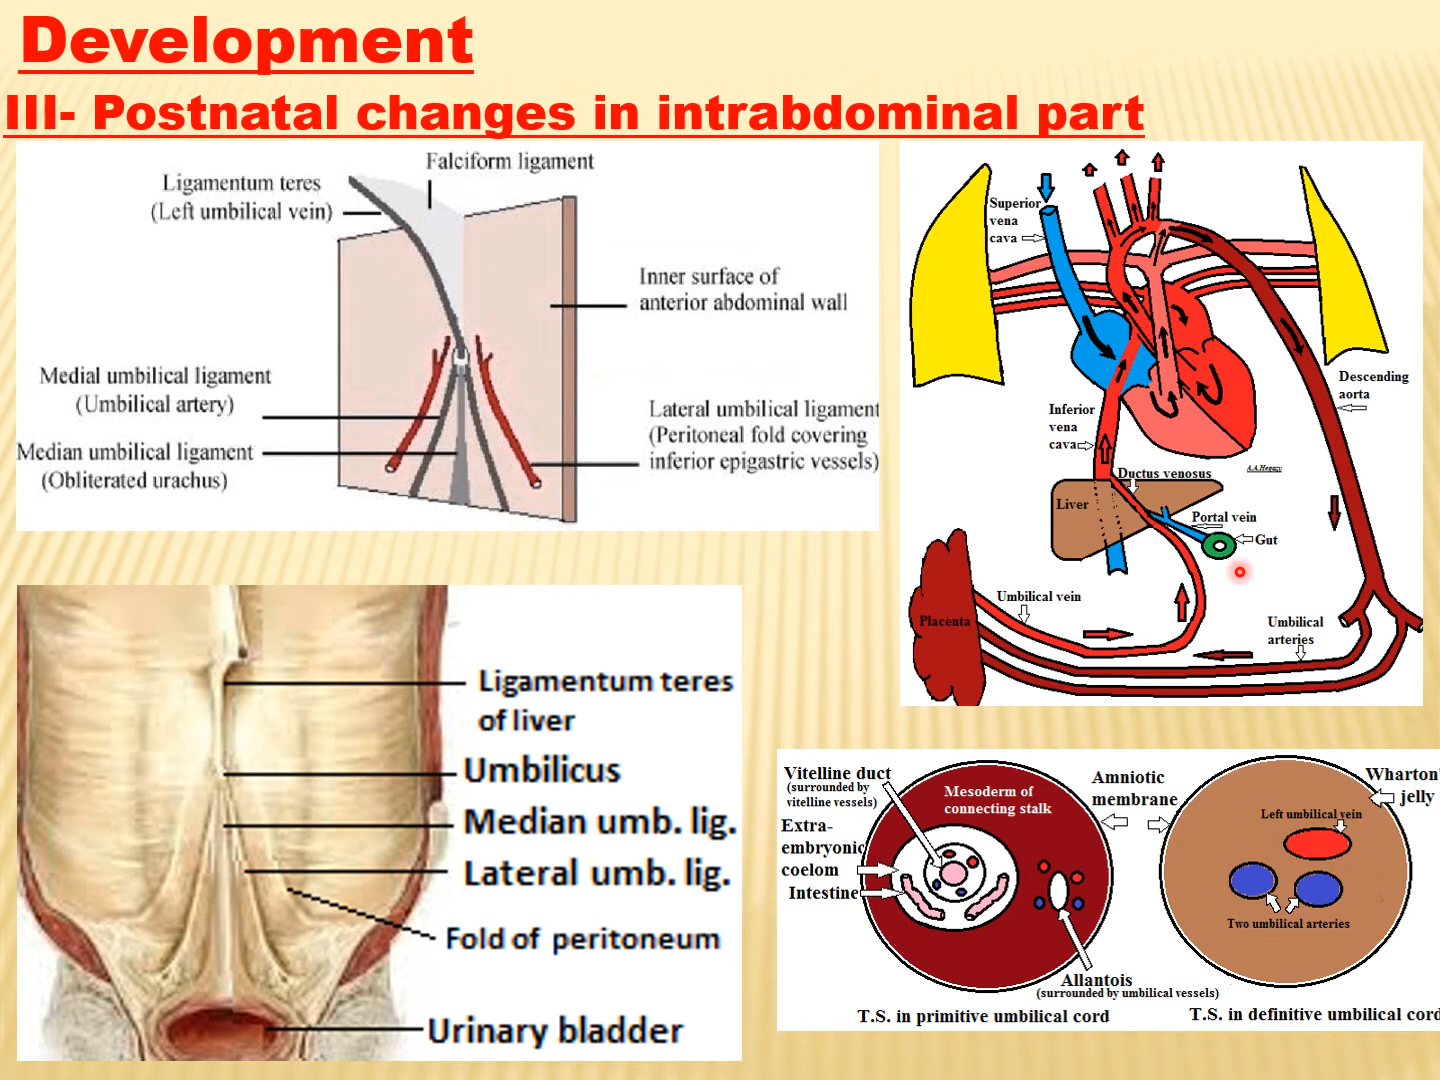 Development
III- Postnatal changes in intrabdominal part
Falciform ligament
Ligamentum teres
(Left umbilical vein)
Inner surface of
anterior abdominal wall
Medial umbilical ligament
(Umbilical artery)
Lateral umbilical ligament
(Peritoneal fold covering
inferior epigastric vessels)
Median umbilical ligament
(Obliterated urachus)
Superior
vena
cava
Descending
aorta
Inferior
vena
cava
A.A.Hegazy
Ductus venosus
Liver
Portal vein
Gut
Umbilical vein
Placenta
Umbilical
arteries
Ligamentum teres
of liver
Umbilicus
Median umb. lig.
Lateral umb. lig.
Fold of peritoneum
Urinary bladder
Vitelline duct
(surrounded by
vitelline vessels)
Extra-
embryonic
coelom
Intestine
Mesoderm of
connecting stalk
Amniotic
membrane
Allantois
(surrounded by umbilical vessels)
T.S. in primitive umbilical cord
Wharton'
jelly
Left umbilical vein
Two umbilical arteries
T.S. in definitive umbilical cord